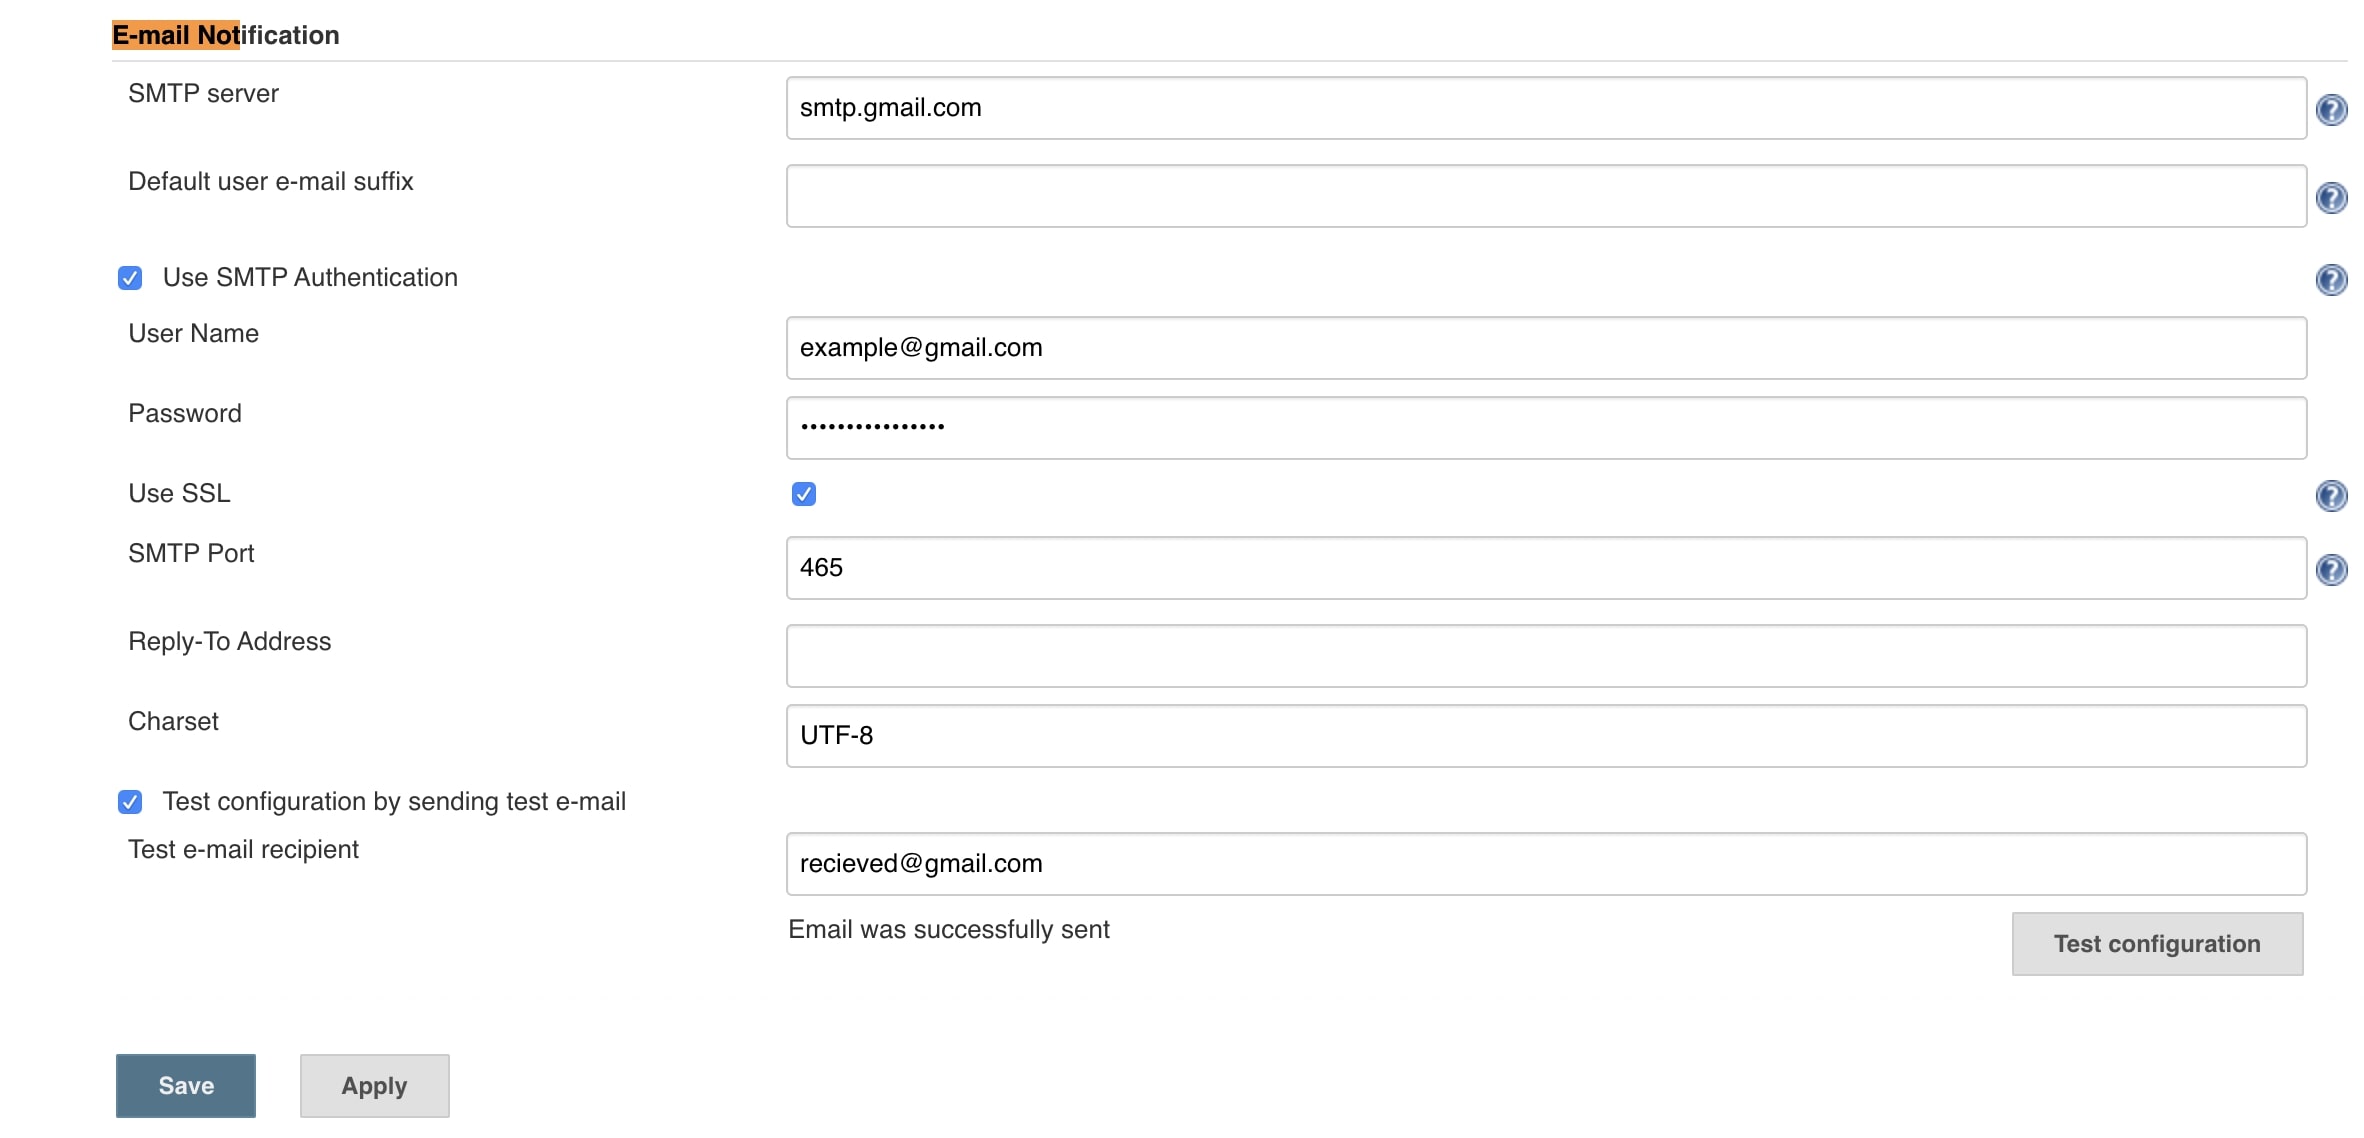 E-mail Notification
SMTP server
smtp.gmail.com
Default user e-mail suffix
Use SMTP Authentication
User Name
example@gmail.com
Password
••••••••••••••••
Use SSL
SMTP Port
465
Reply-To Address
Charset
UTF-8
Test configuration by sending test e-mail
Test e-mail recipient
recieved@gmail.com
Email was successfully sent
Test configuration
Save
Apply